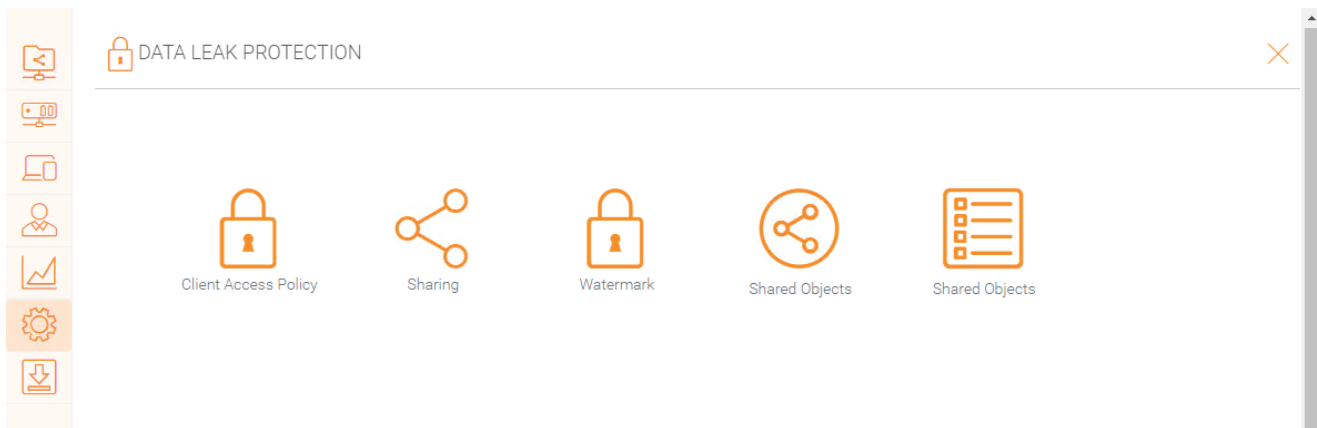 DATA LEAK PROTECTION
Client Access Policy
Sharing
Watermark
Shared Objects
Shared Objects